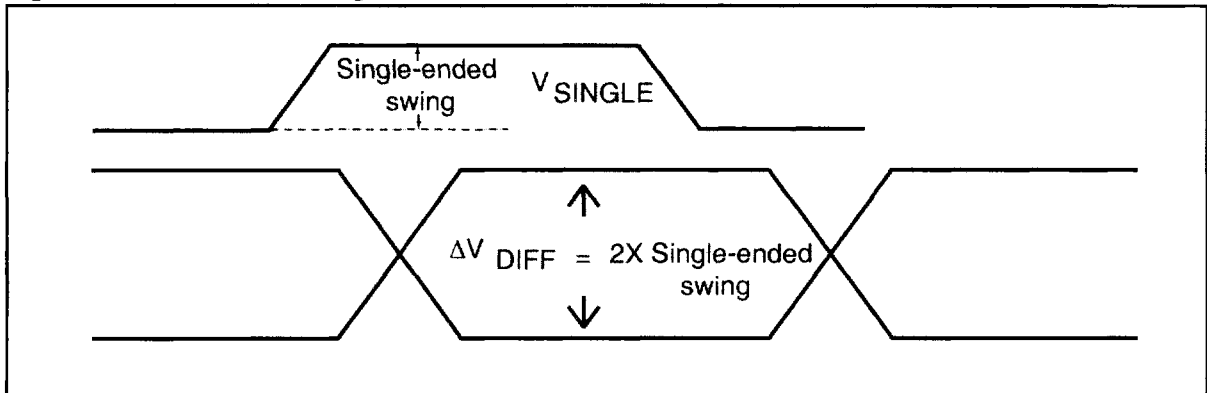 Single-ended
swing
V SINGLE
ΔV DIFF = 2X Single-ended
swing